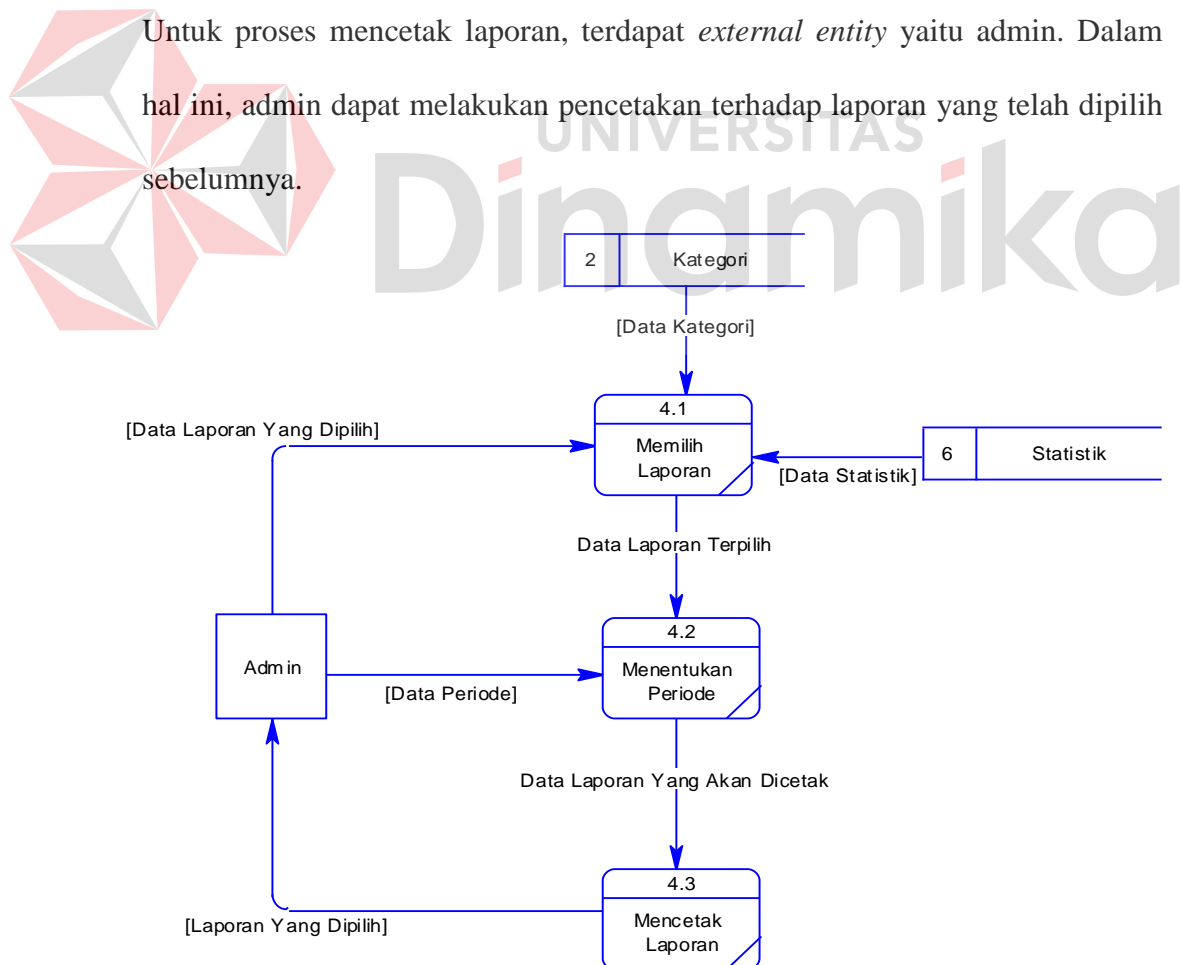 Untuk proses mencetak laporan, terdapat external entity yaitu admin. Dalam
hal ini, admin dapat melakukan pencetakan terhadap laporan yang telah dipilih
sebelumnya.
UNIVERSITAS
Dinamika
2 Kategori
[Data Kategori]
4.1
[Data Laporan Yang Dipilih]
Memilih
Laporan
6 Statistik
[Data Statistik]
Data Laporan Terpilih
4.2
Admin
Menentukan
Periode
[Data Periode]
Data Laporan Yang Akan Dicetak
4.3
Mencetak
Laporan
[Laporan Yang Dipilih]